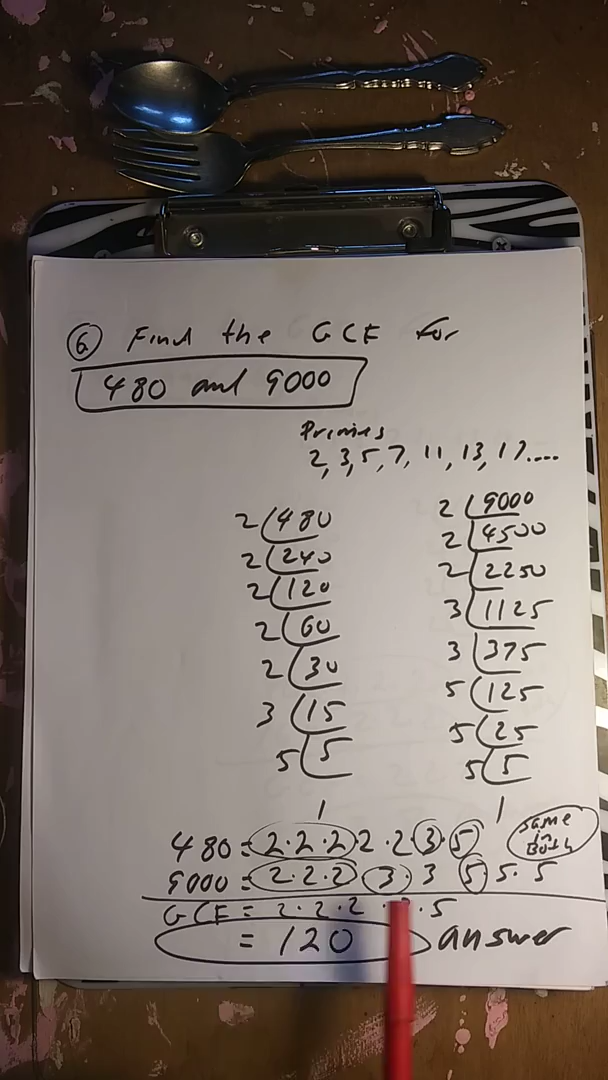 6 Find the GCF for
480 and 9000
Primes
2, 3, 5, 7, 11, 13, 17....
2 480
2 240
2 120
2 60
2 30
3 15
5 5
1
2 9000
2 4500
2 2250
3 1125
3 375
5 125
5 25
5 5
1
480 = 2·2·2 2·2·3·5
9000 = 2·2·2 3·3 5 5·5
same in Both
GCF = 2·2·2 · ·5
= 120 answer